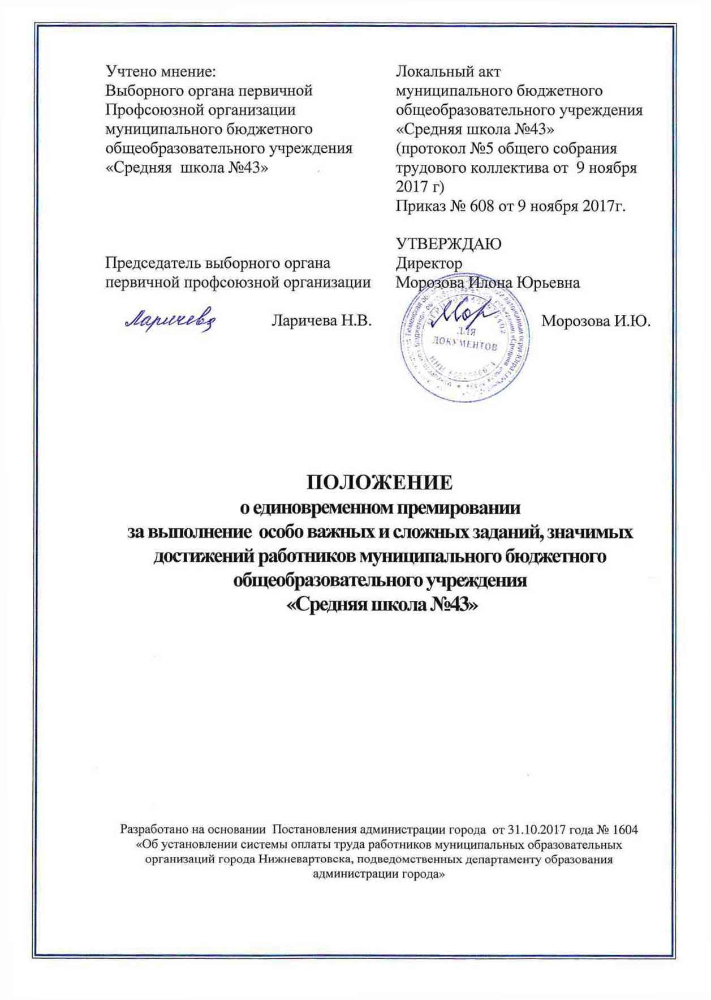 Учтено мнение:
Выборного органа первичной
Профсоюзной организации
муниципального бюджетного
общеобразовательного учреждения
«Средняя школа №43»
Локальный акт
муниципального бюджетного
общеобразовательного учреждения
«Средняя школа №43»
(протокол №5 общего собрания
трудового коллектива от 9 ноября
2017 г)
Приказ № 608 от 9 ноября 2017г.
Председатель выборного органа
первичной профсоюзной организации
Ларичева Ларичева Н.В.
УТВЕРЖДАЮ
Директор
Морозова Илона Юрьевна
Мор Морозова И.Ю.
ДЛЯ
ДОКУМЕНТОВ
ПОЛОЖЕНИЕ
о единовременном премировании
за выполнение особо важных и сложных заданий, значимых
достижений работников муниципального бюджетного
общеобразовательного учреждения
«Средняя школа №43»
Разработано на основании Постановления администрации города от 31.10.2017 года № 1604
«Об установлении системы оплаты труда работников муниципальных образовательных
организаций города Нижневартовска, подведомственных департаменту образования
администрации города»